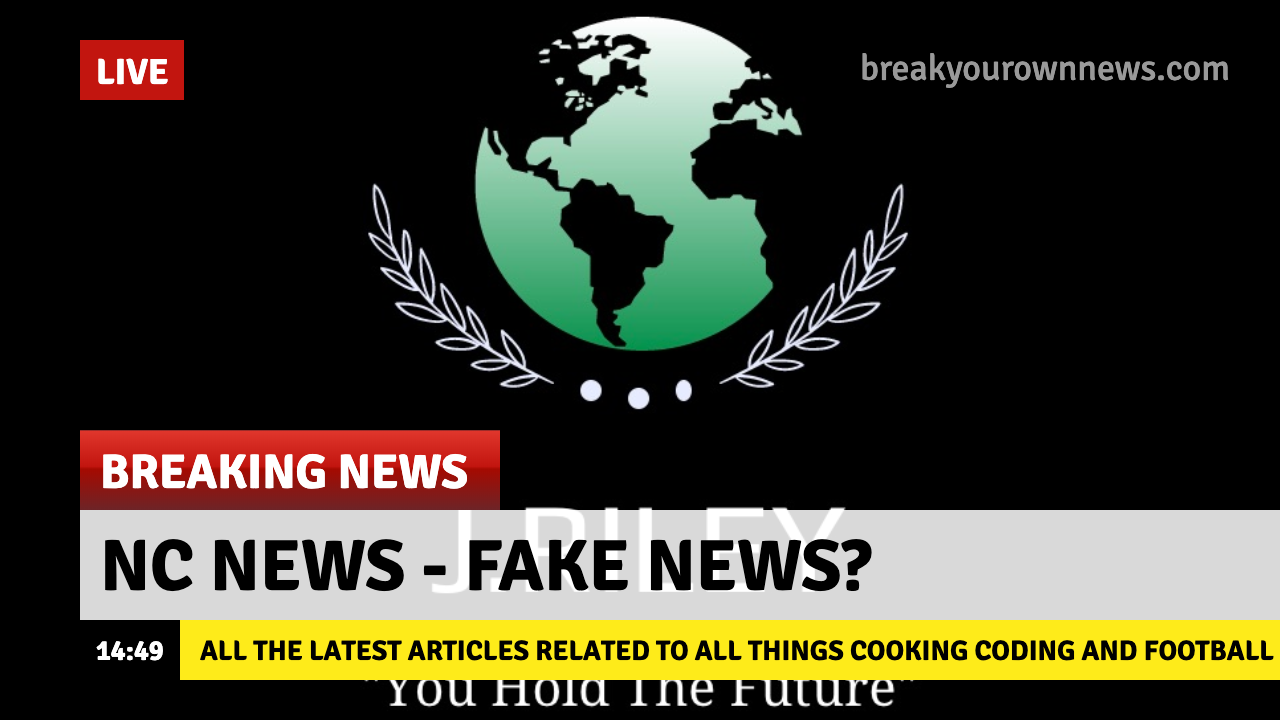 LIVE
breakyourownnews.com
BREAKING NEWS
J.RILEY
NC NEWS - FAKE NEWS?
14:49
ALL THE LATEST ARTICLES RELATED TO ALL THINGS COOKING CODING AND FOOTBALL
"You Hold The Future"